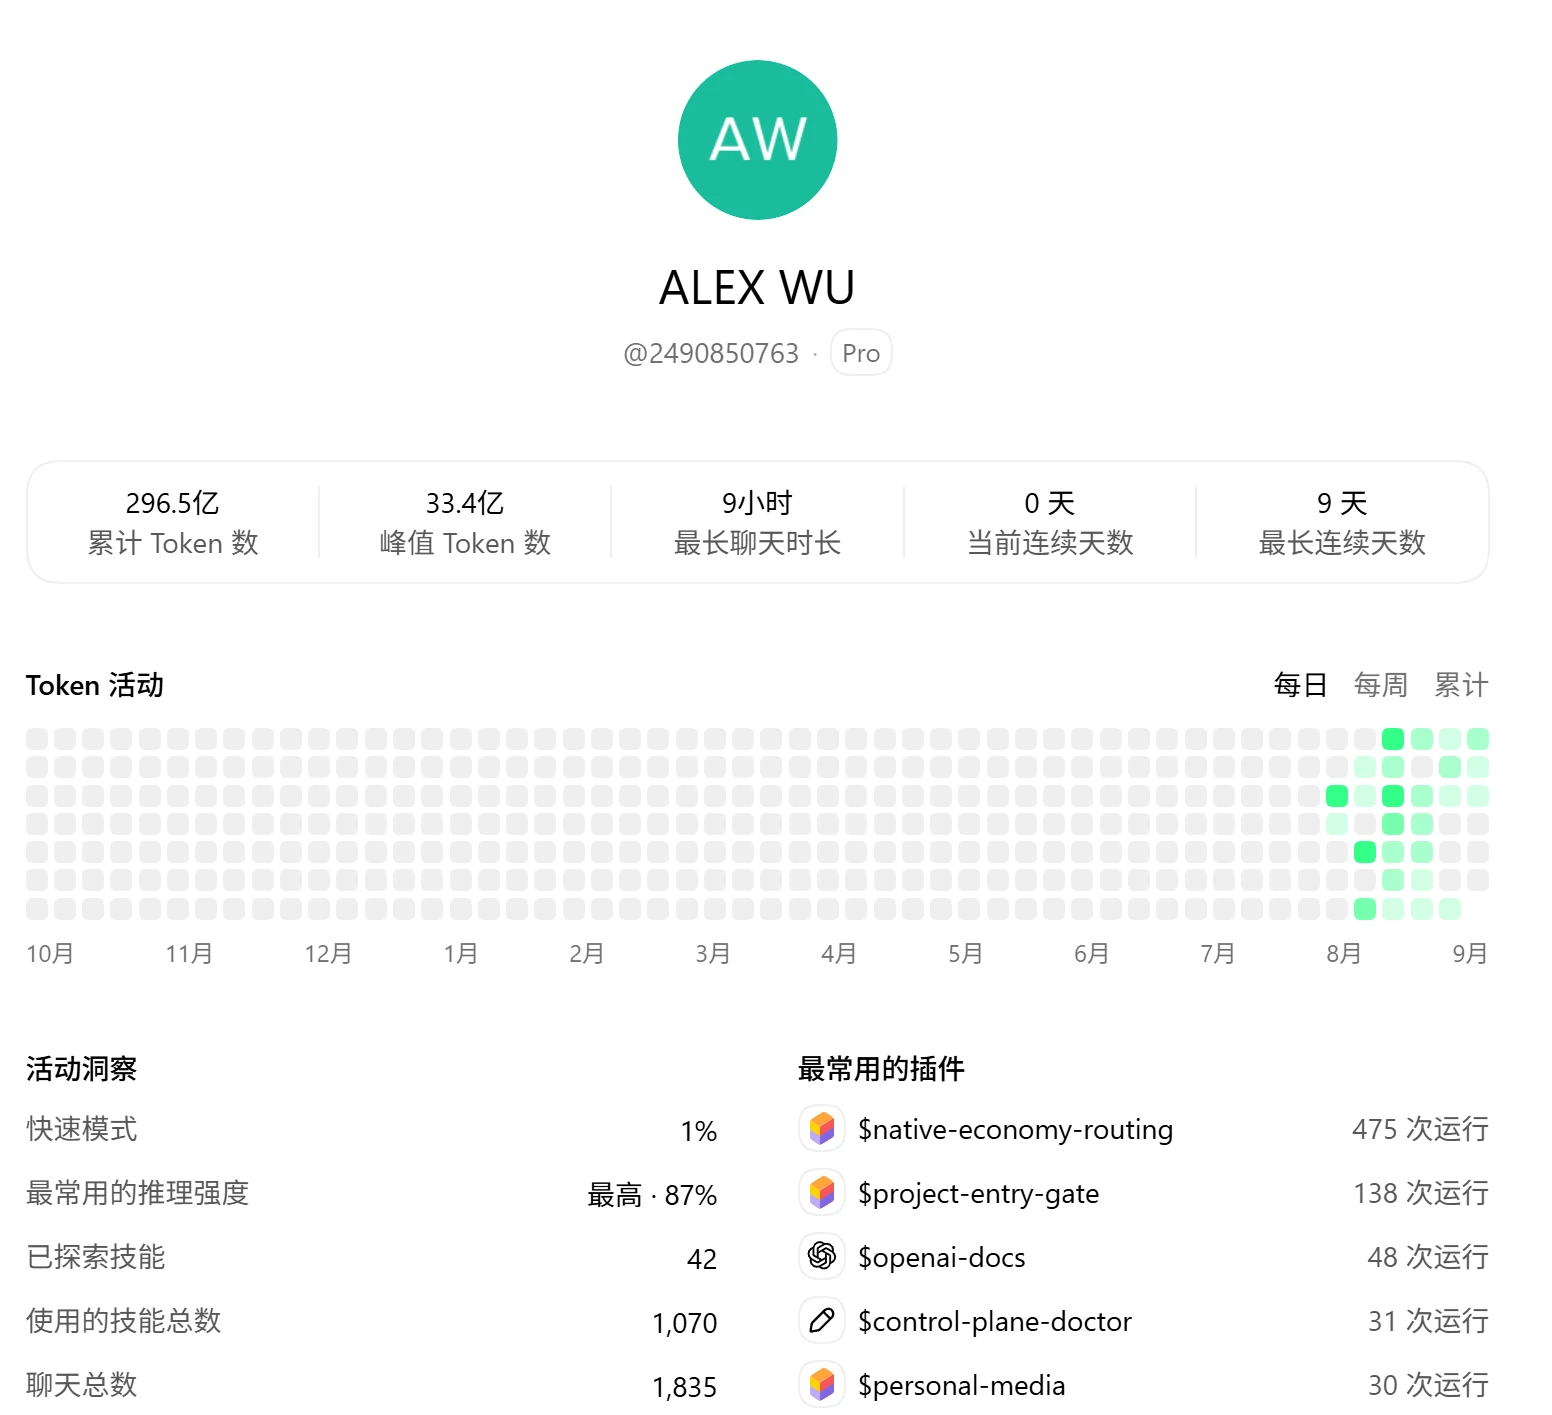 AW
ALEX WU
@2490850763 · Pro
296.5亿 33.4亿 9小时 0 天 9 天
累计 Token 数 峰值 Token 数 最长聊天时长 当前连续天数 最长连续天数
Token 活动 每日 每周 累计
10月 11月 12月 1月 2月 3月 4月 5月 6月 7月 8月 9月
活动洞察
快速模式 1%
最常用的推理强度 最高 · 87%
已探索技能 42
使用的技能总数 1,070
聊天总数 1,835
最常用的插件
$native-economy-routing 475 次运行
$project-entry-gate 138 次运行
$openai-docs 48 次运行
$control-plane-doctor 31 次运行
$personal-media 30 次运行